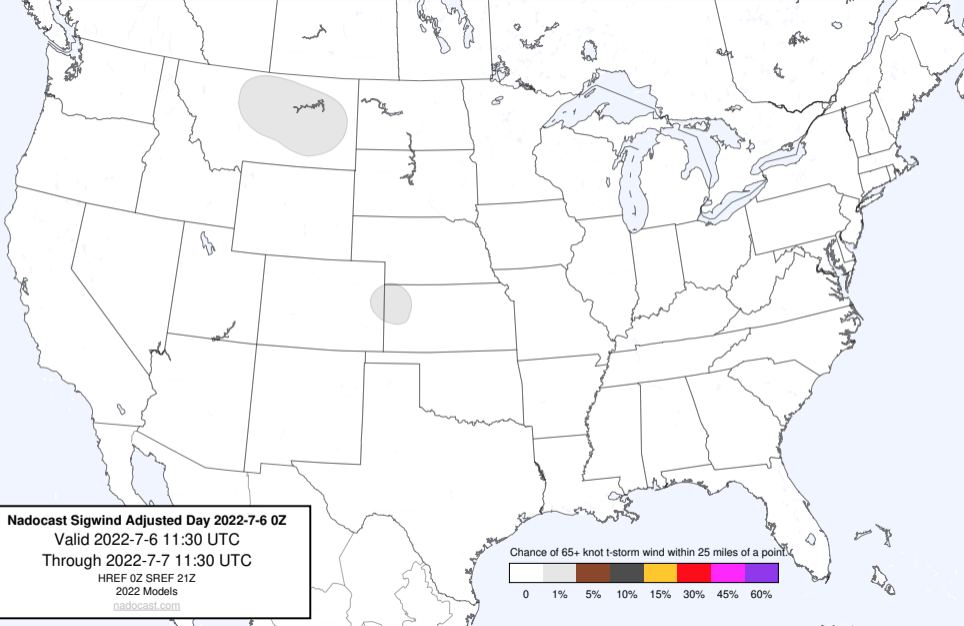 Nadocast Sigwind Adjusted Day 2022-7-6 0Z
Valid 2022-7-6 11:30 UTC
Through 2022-7-7 11:30 UTC
HREF 0Z SREF 21Z
2022 Models
nadocast.com
Chance of 65+ knot t-storm wind within 25 miles of a point.
0 1% 5% 10% 15% 30% 45% 60%